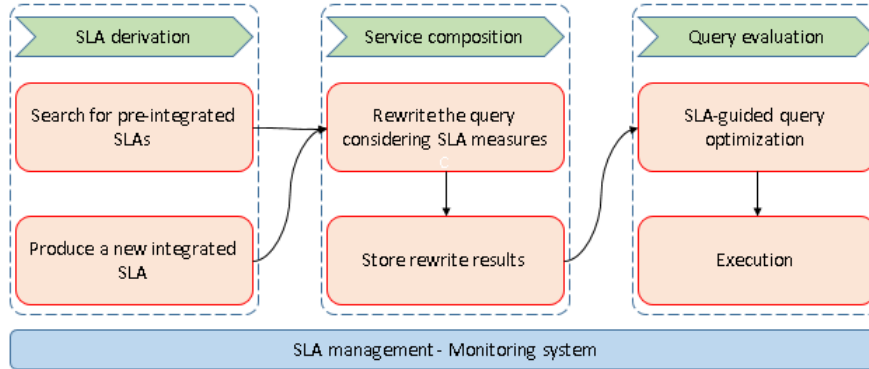 SLA derivation
Search for pre-integrated
SLAs
Produce a new integrated
SLA
Service composition
Rewrite the query
considering SLA measures
C
Store rewrite results
Query evaluation
SLA-guided query
optimization
Execution
SLA management - Monitoring system